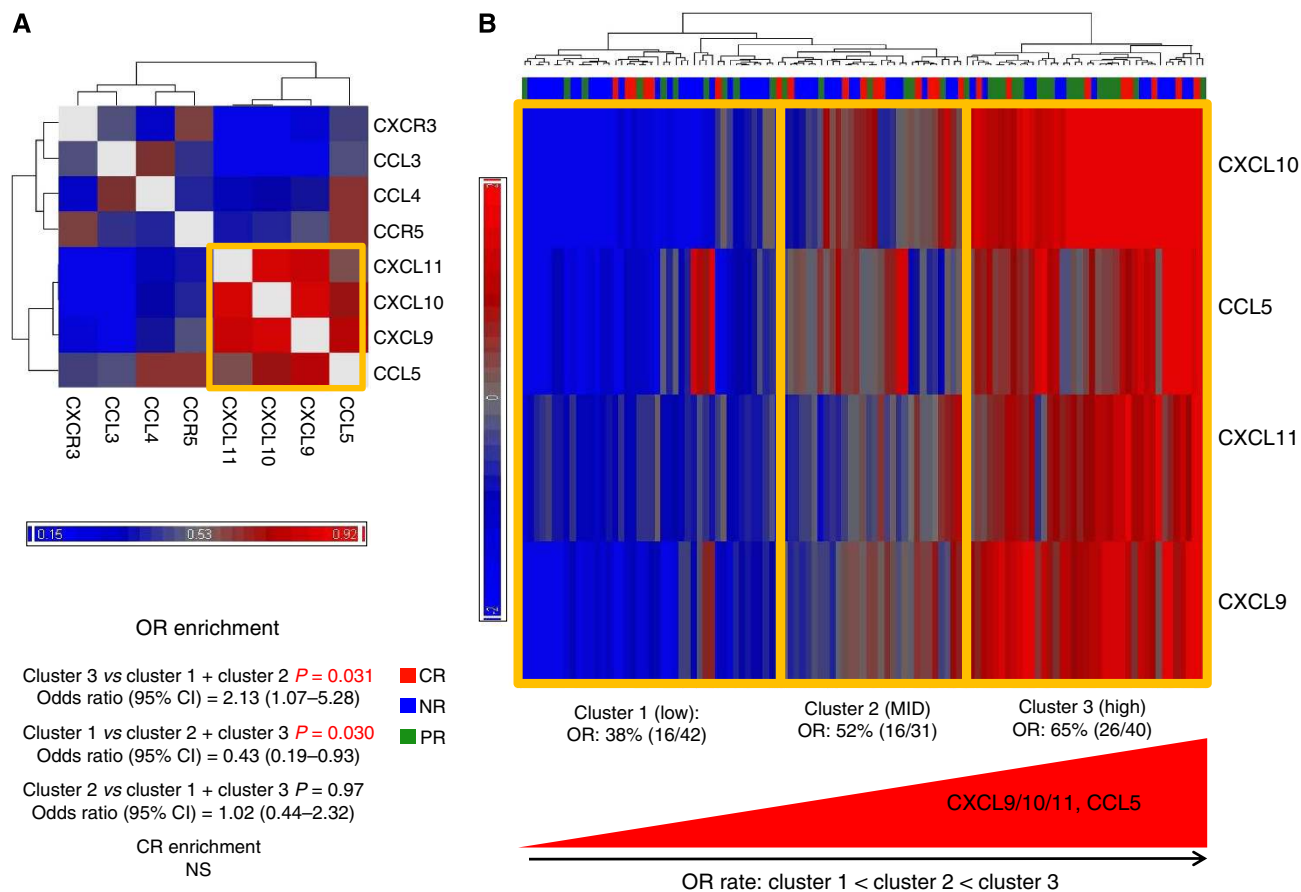 A
CXCR3
CCL3
CCL4
CCR5
CXCL11
CXCL10
CXCL9
CCL5
CXCR3
CCL3
CCL4
CCR5
CXCL11
CXCL10
CXCL9
CCL5
0.15 0.53 0.92
OR enrichment
Cluster 3 vs cluster 1 + cluster 2 P = 0.031
Odds ratio (95% CI) = 2.13 (1.07–5.28)
Cluster 1 vs cluster 2 + cluster 3 P = 0.030
Odds ratio (95% CI) = 0.43 (0.19–0.93)
Cluster 2 vs cluster 1 + cluster 3 P = 0.97
Odds ratio (95% CI) = 1.02 (0.44–2.32)
CR enrichment
NS
CR
NR
PR
B
0
-2
CXCL10
CCL5
CXCL11
CXCL9
Cluster 1 (low):
OR: 38% (16/42)
Cluster 2 (MID)
OR: 52% (16/31)
Cluster 3 (high)
OR: 65% (26/40)
CXCL9/10/11, CCL5
OR rate: cluster 1 < cluster 2 < cluster 3